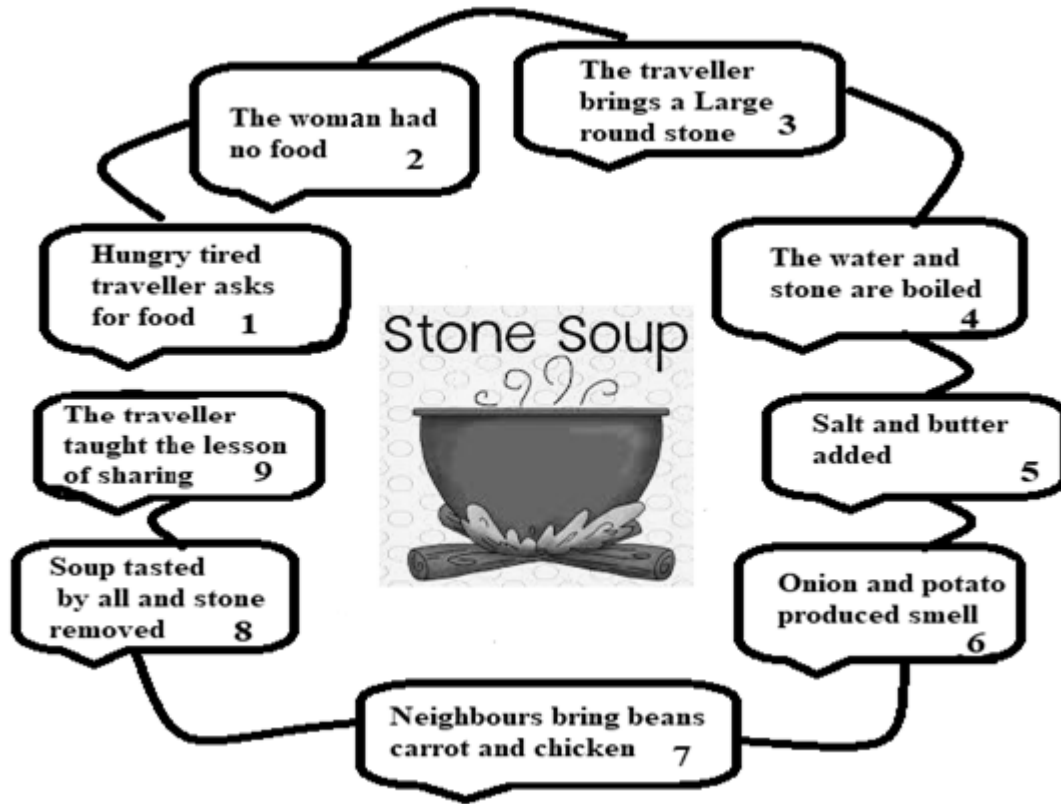 Hungry tired
traveller asks
for food 1
The woman had
no food 2
The traveller
brings a Large
round stone 3
The water and
stone are boiled
4
Salt and butter
added 5
Onion and potato
produced smell
6
Neighbours bring beans
carrot and chicken 7
Soup tasted
by all and stone
removed 8
The traveller
taught the lesson
of sharing 9
Stone Soup